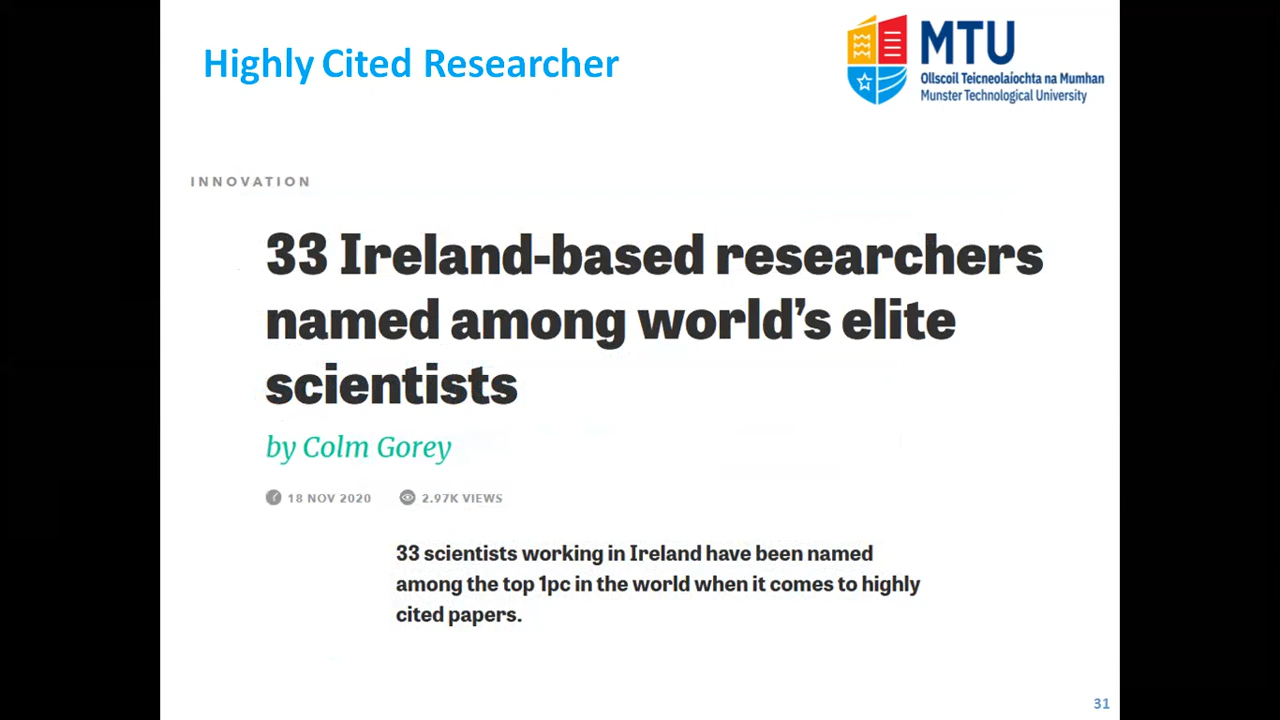 Highly Cited Researcher
MTU
Ollscoil Teicneolaíochta na Mumhan
Munster Technological University
INNOVATION
33 Ireland-based researchers
named among world’s elite
scientists
by Colm Gorey
18 NOV 2020 2.97K VIEWS
33 scientists working in Ireland have been named
among the top 1pc in the world when it comes to highly
cited papers.
31